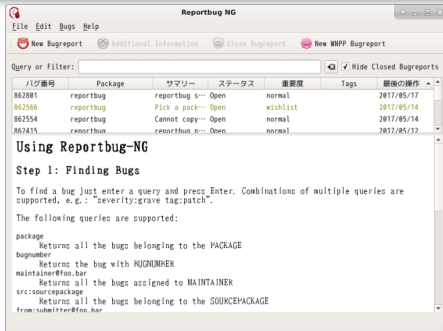 Reportbug NG
File Edit Bugs Help
New Bugreport Additional Information Close Bugreport New WNPP Bugreport
Query or Filter: Hide Closed Bugreports
バグ番号 Package サマリー ステータス 重要度 Tags 最後の操作
862801 reportbug reportbug s… Open normal 2017/05/17
862566 reportbug Pick a pack… Open wishlist 2017/05/14
862554 reportbug Cannot copy… Open normal 2017/05/14
862415 reportbug reportbug n… Open normal 2017/05/12
Using Reportbug-NG
Step 1: Finding Bugs
To find a bug just enter a query and press Enter. Combinations of multiple queries are
supported, e.g.: "severity:grave tag:patch".
The following queries are supported:
package
Returns all the bugs belonging to the PACKAGE
bugnumber
Returns the bug with BUGNUMBER
maintainer@foo.bar
Returns all the bugs assigned to MAINTAINER
src:sourcepackage
Returns all the bugs belonging to the SOURCEPACKAGE
from:submitter@foo.bar